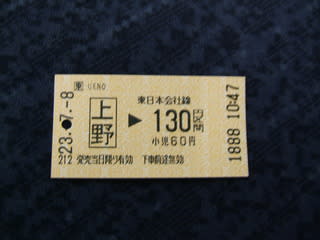 東 UENO
23.-7.-8
上野
東日本会社線
▶ 130円区間
小児60円
212 発売当日限り有効 下車前途無効
1888 10:47